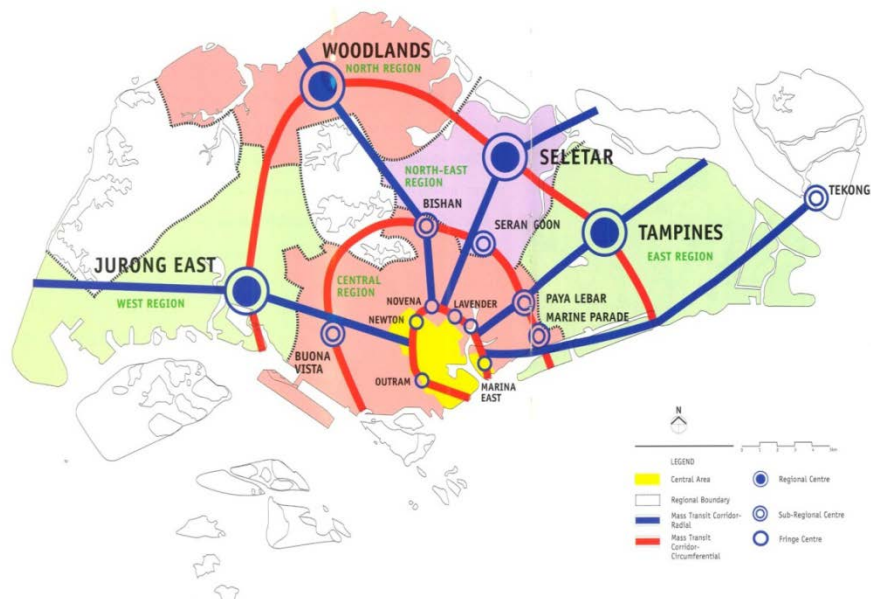 WOODLANDS
NORTH REGION
SELETAR
NORTH-EAST
REGION
TEKONG
BISHAN
SERAN GOON
TAMPINES
EAST REGION
JURONG EAST
WEST REGION
CENTRAL
REGION
NOVENA
LAVENDER
PAYA LEBAR
NEWTON
MARINE PARADE
BUONA
VISTA
OUTRAM
MARINA
EAST
N
LEGEND
Central Area
Regional Centre
Regional Boundary
Mass Transit Corridor-
Radial
Sub-Regional Centre
Mass Transit
Corridor-
Circumferential
Fringe Centre